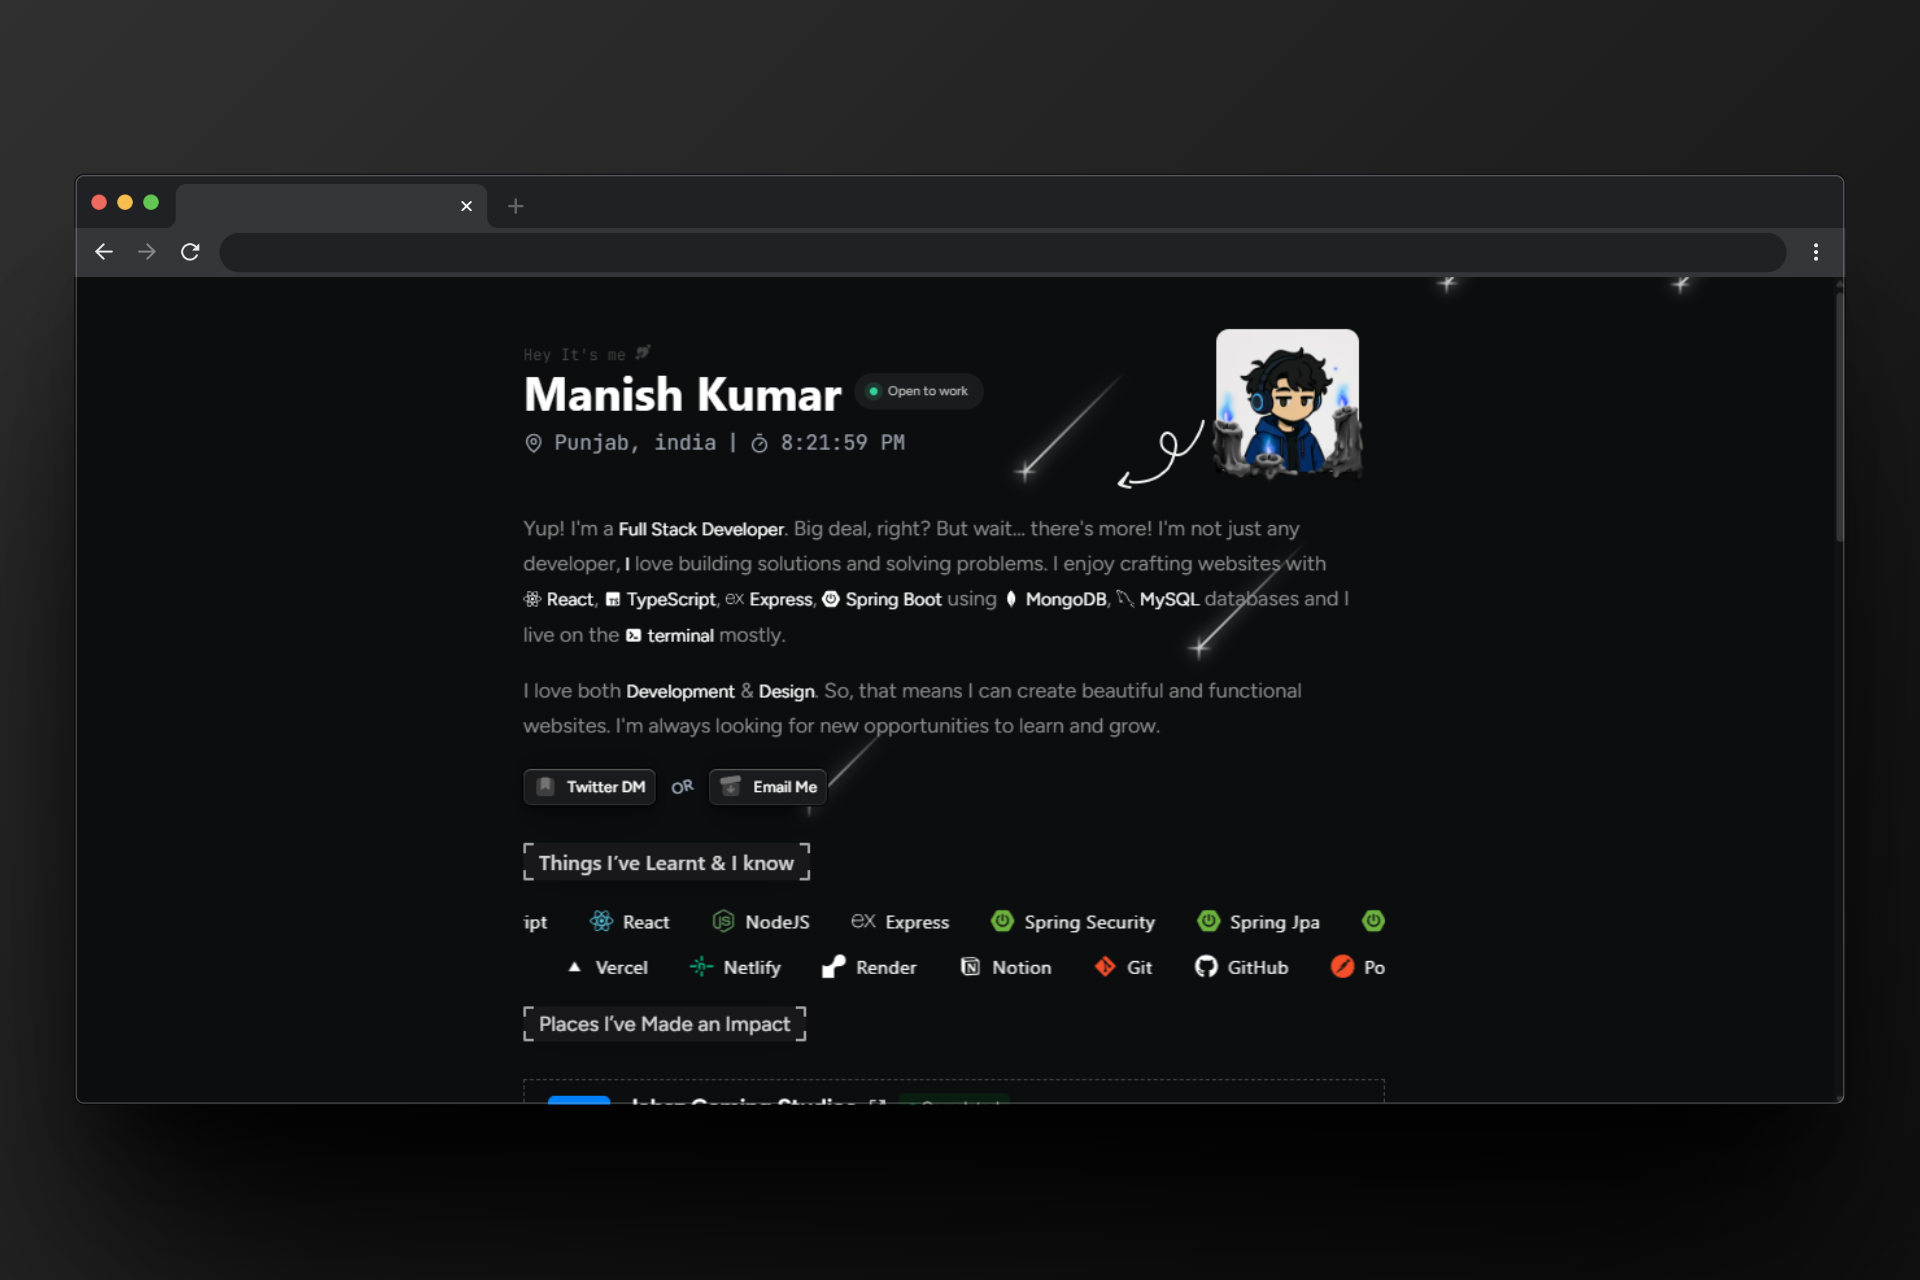 Hey It's me
Manish Kumar
Open to work
Punjab, india | 8:21:59 PM
Yup! I'm a Full Stack Developer. Big deal, right? But wait... there's more! I'm not just any
developer, I love building solutions and solving problems. I enjoy crafting websites with
React, TS TypeScript, ex Express, Spring Boot using MongoDB, MySQL databases and I
live on the terminal mostly.
I love both Development & Design. So, that means I can create beautiful and functional
websites. I'm always looking for new opportunities to learn and grow.
Twitter DM OR Email Me
Things I've Learnt & I know
ipt React JS NodeJS ex Express Spring Security Spring Jpa
Vercel Netlify Render N Notion Git GitHub Po
Places I've Made an Impact